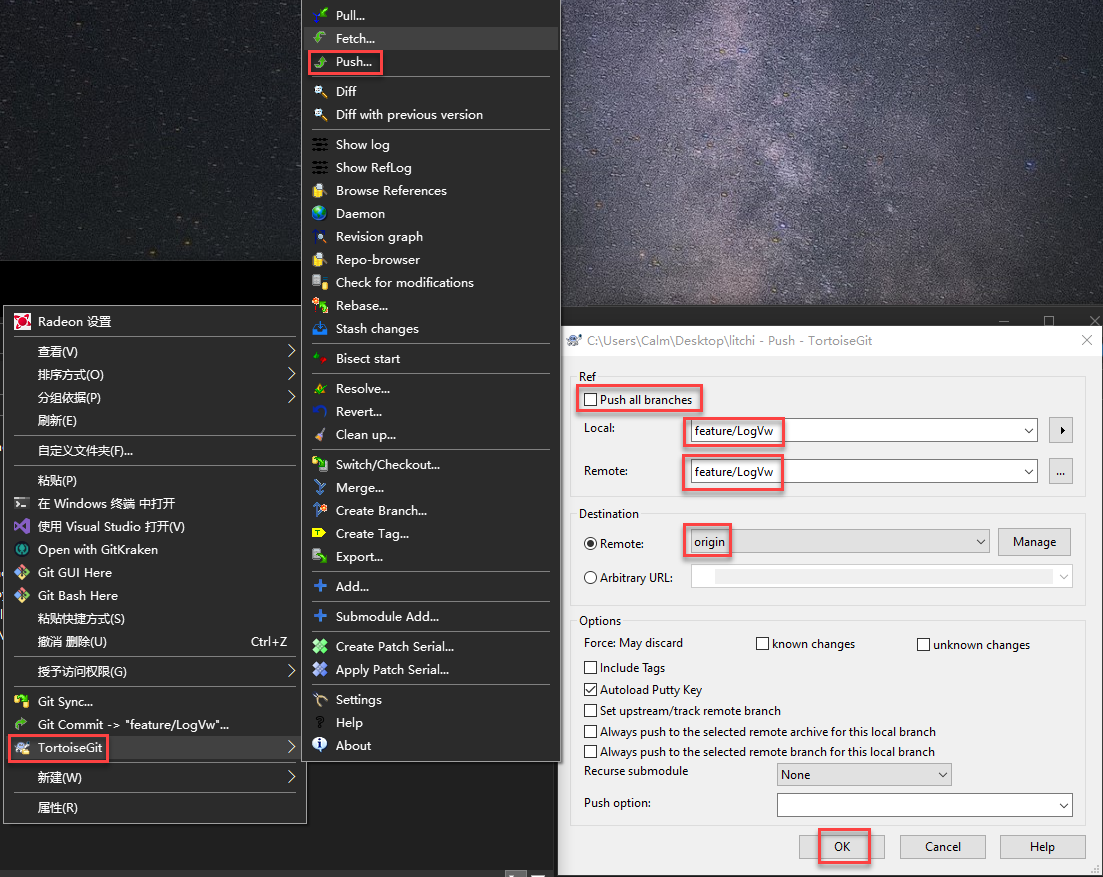 Pull...
Fetch...
Push...
Diff
Diff with previous version
Show log
Show RefLog
Browse References
Daemon
Revision graph
Repo-browser
Check for modifications
Rebase...
Stash changes
Bisect start
Resolve...
Revert...
Clean up...
Switch/Checkout...
Merge...
Create Branch...
Create Tag...
Export...
Add...
Submodule Add...
Create Patch Serial...
Apply Patch Serial...
Settings
Help
About
Radeon 设置
查看(V)
排序方式(O)
分组依据(P)
刷新(E)
自定义文件夹(F)...
粘贴(P)
在 Windows 终端 中打开
使用 Visual Studio 打开(V)
Open with GitKraken
Git GUI Here
Git Bash Here
粘贴快捷方式(S)
撤消 删除(U) Ctrl+Z
授予访问权限(G)
Git Sync...
Git Commit -> "feature/LogVw"...
TortoiseGit
新建(W)
属性(R)
C:\Users\Calm\Desktop\litchi - Push - TortoiseGit
Ref
Push all branches
Local: feature/LogVw
Remote: feature/LogVw
...
Destination
Remote: origin Manage
Arbitrary URL:
Options
Force: May discard known changes unknown changes
Include Tags
Autoload Putty Key
Set upstream/track remote branch
Always push to the selected remote archive for this local branch
Always push to the selected remote branch for this local branch
Recurse submodule None
Push option:
OK Cancel Help